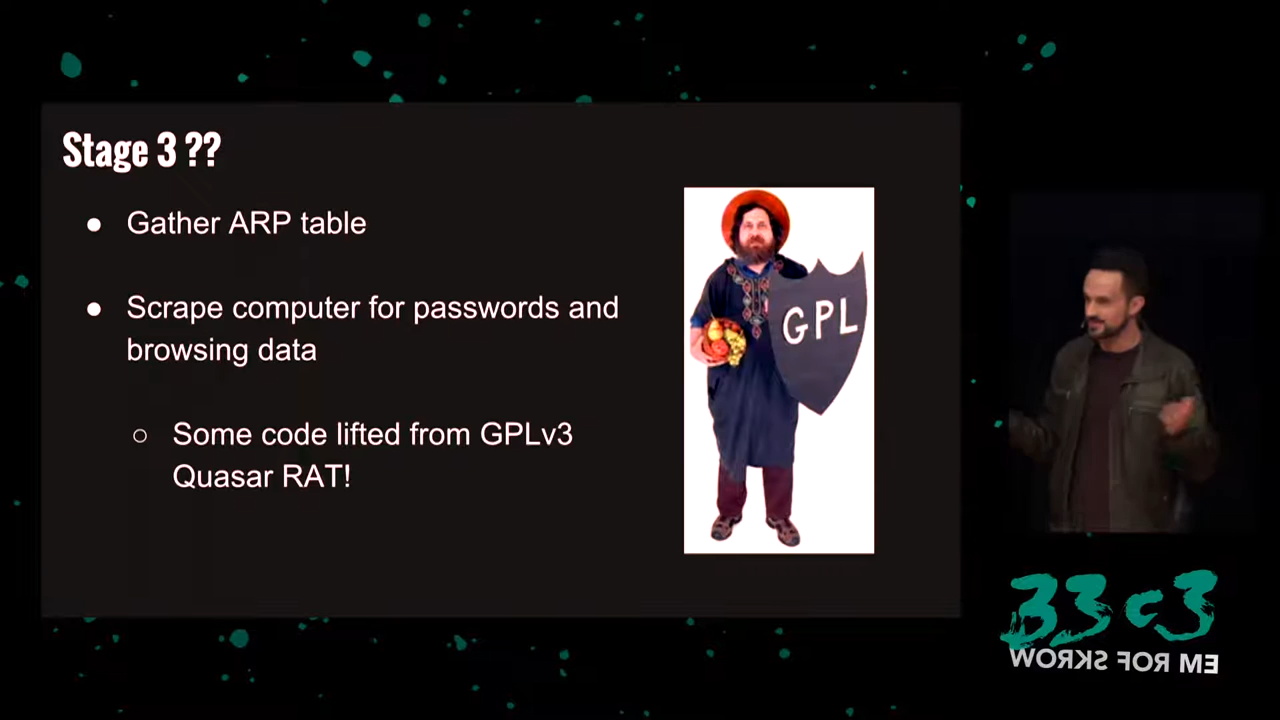 Stage 3 ??
● Gather ARP table
● Scrape computer for passwords and
browsing data
○ Some code lifted from GPLv3
Quasar RAT!
GPL
33c3
WORKS FOR ME